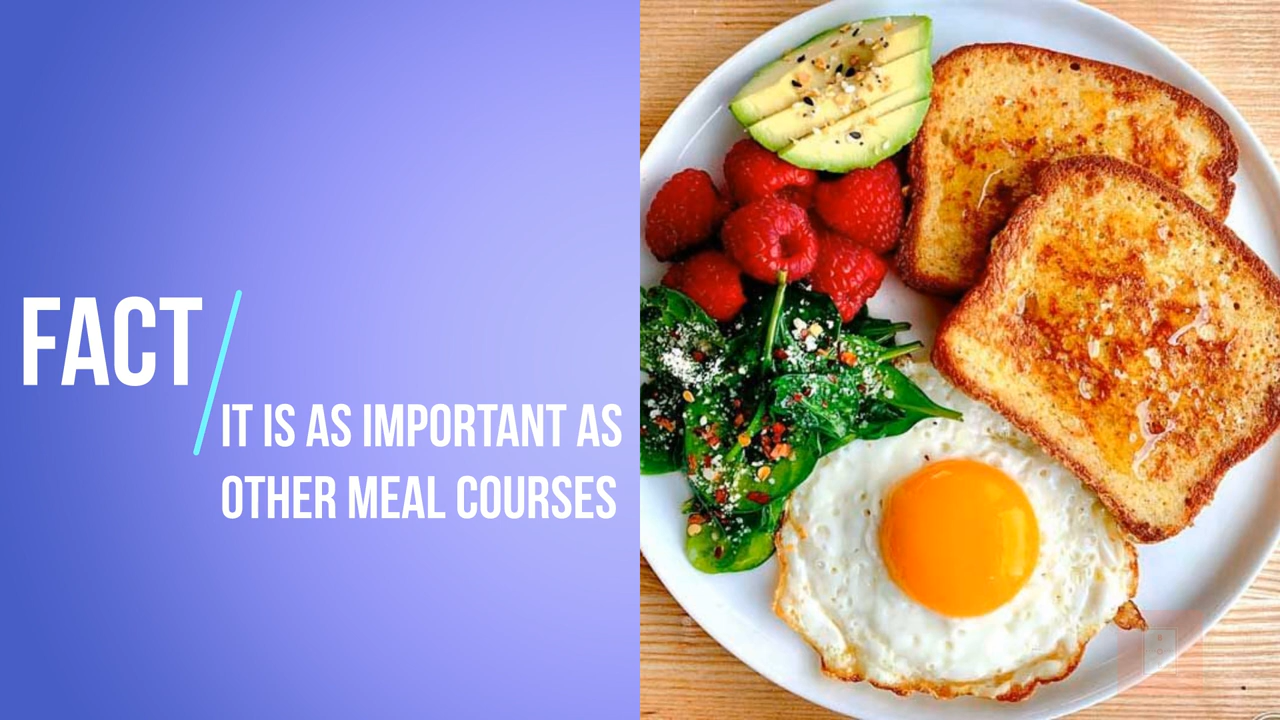 FACT
IT IS AS IMPORTANT AS
OTHER MEAL COURSES